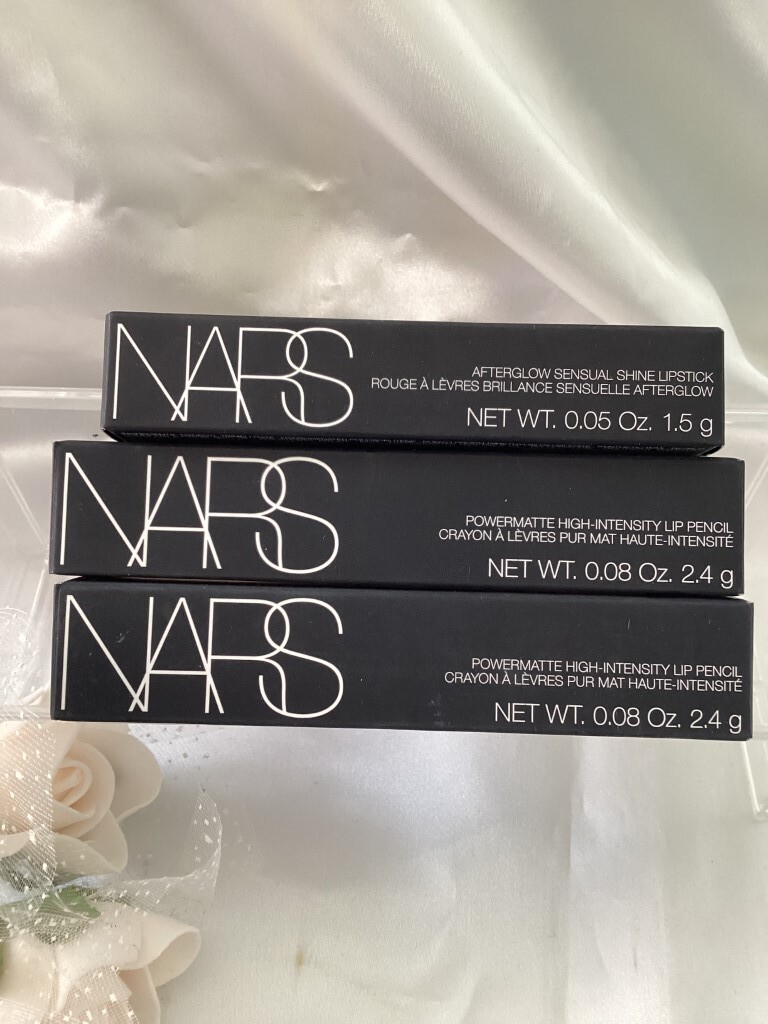 NARS
AFTERGLOW SENSUAL SHINE LIPSTICK
ROUGE À LÈVRES BRILLANCE SENSUELLE AFTERGLOW
NET WT. 0.05 Oz. 1.5 g
NARS
POWERMATTE HIGH-INTENSITY LIP PENCIL
CRAYON À LÈVRES PUR MAT HAUTE-INTENSITÉ
NET WT. 0.08 Oz. 2.4 g
NARS
POWERMATTE HIGH-INTENSITY LIP PENCIL
CRAYON À LÈVRES PUR MAT HAUTE-INTENSITÉ
NET WT. 0.08 Oz. 2.4 g